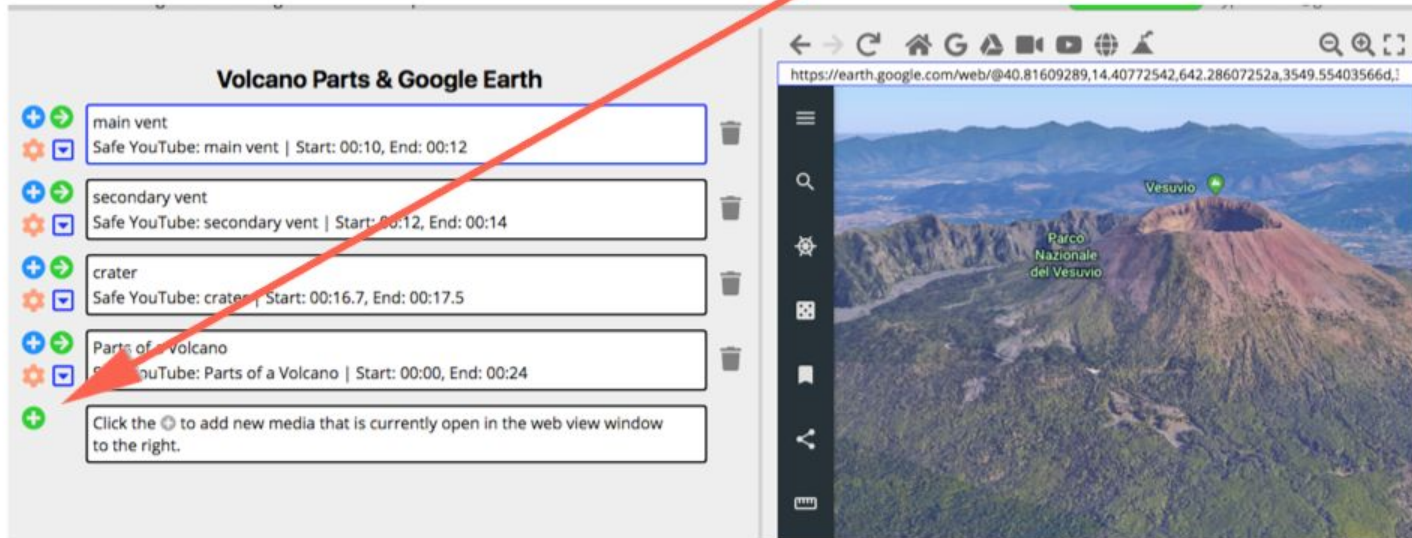 Volcano Parts & Google Earth
main vent
Safe YouTube: main vent | Start: 00:10, End: 00:12
secondary vent
Safe YouTube: secondary vent | Start: 00:12, End: 00:14
crater
Safe YouTube: crater | Start: 00:16.7, End: 00:17.5
Parts of a Volcano
YouTube: Parts of a Volcano | Start: 00:00, End: 00:24
Click the to add new media that is currently open in the web view window
to the right.
https://earth.google.com/web/@40.81609289,14.40772542,642.28607252a,3549.55403566d,
Vesuvio
Parco
Nazionale
del Vesuvio